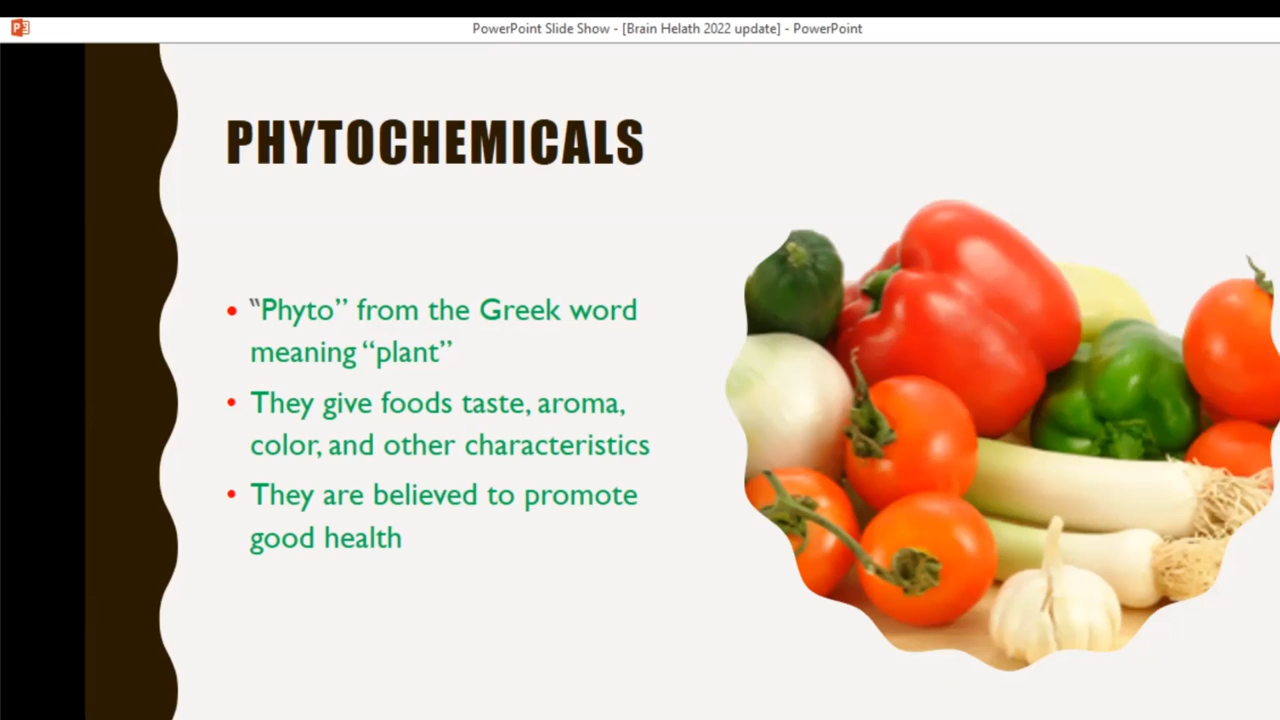 PowerPoint Slide Show - [Brain Helath 2022 update] - PowerPoint
PHYTOCHEMICALS
• “Phyto” from the Greek word
meaning “plant”
• They give foods taste, aroma,
color, and other characteristics
• They are believed to promote
good health